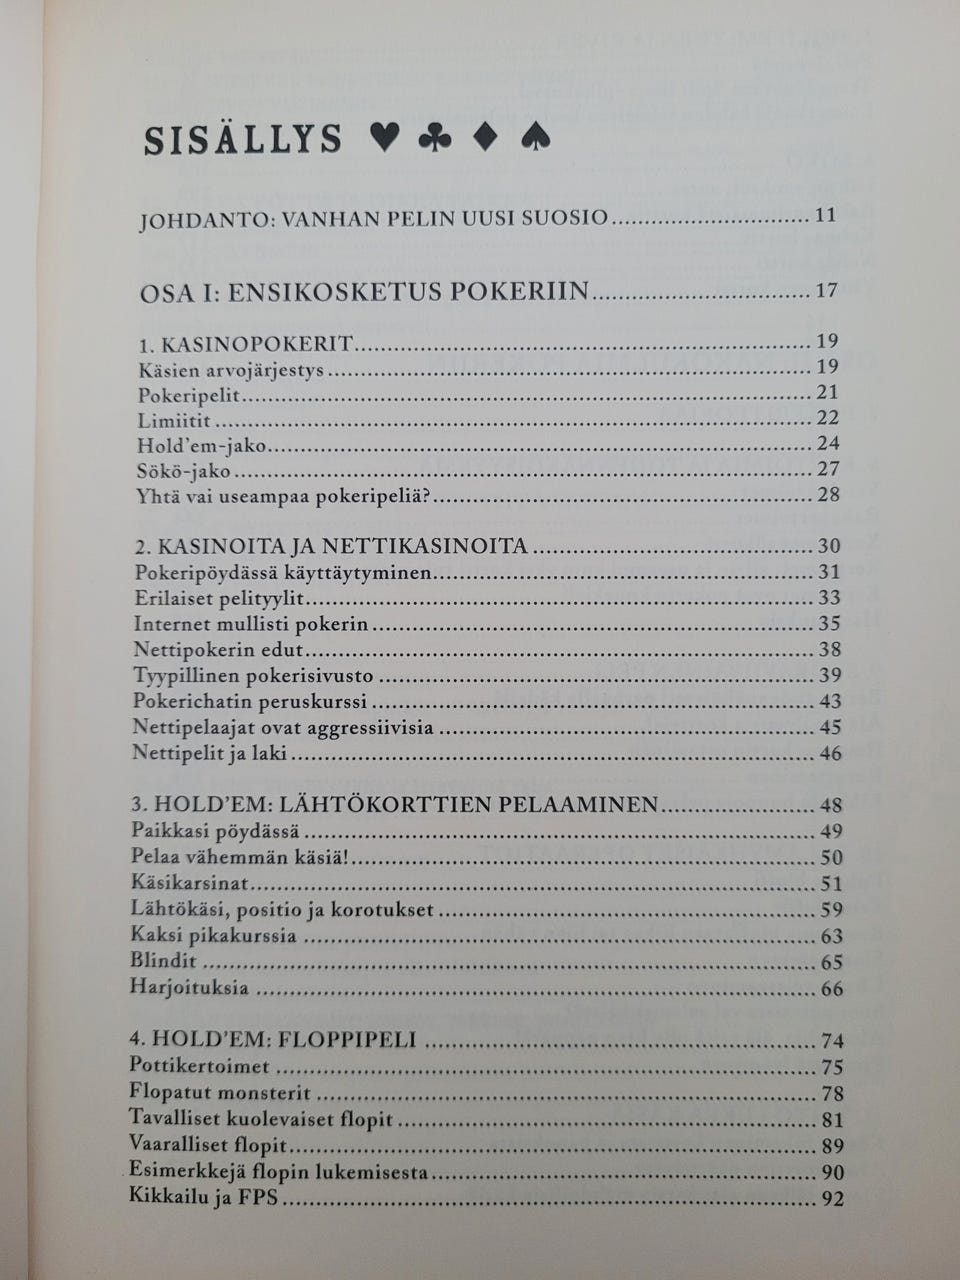 SISÄLLYS ♥ ♣ ♦ ♠
JOHDANTO: VANHAN PELIN UUSI SUOSIO.............................. 11
OSA I: ENSIKOSKETUS POKERIIN.................................. 17
1. KASINOPOKERIT.......................................................... 19
Käsien arvojärjestys.......................................................... 19
Pokeripelit.......................................................... 21
Limiitit.......................................................... 22
Hold'em-jako.......................................................... 24
Sökö-jako.......................................................... 27
Yhtä vai useampaa pokeripeliä?.......................................................... 28
2. KASINOITA JA NETTIKASINOITA.......................................... 30
Pokeripöydässä käyttäytyminen.......................................................... 31
Erilaiset pelityylit.......................................................... 33
Internet mullisti pokerin.......................................................... 35
Nettipokerin edut.......................................................... 38
Tyypillinen pokerisivusto.......................................................... 39
Pokerichatin peruskurssi.......................................................... 43
Nettipelaajat ovat aggressiivisia.......................................................... 45
Nettipelit ja laki.......................................................... 46
3. HOLD'EM: LÄHTÖKORTTIEN PELAAMINEN....................... 48
Paikkasi pöydässä.......................................................... 49
Pelaa vähemmän käsiä!.......................................................... 50
Käsikarsinat.......................................................... 51
Lähtökäsi, positio ja korotukset.......................................................... 59
Kaksi pikakurssia.......................................................... 63
Blindit.......................................................... 65
Harjoituksia.......................................................... 66
4. HOLD'EM: FLOPPIPELI.......................................................... 74
Pottikertoimet.......................................................... 75
Flopatut monsterit.......................................................... 78
Tavalliset kuolevaiset flopit.......................................................... 81
Vaaralliset flopit.......................................................... 89
Esimerkkejä flopin lukemisesta.......................................................... 90
Kikkailu ja FPS.......................................................... 92